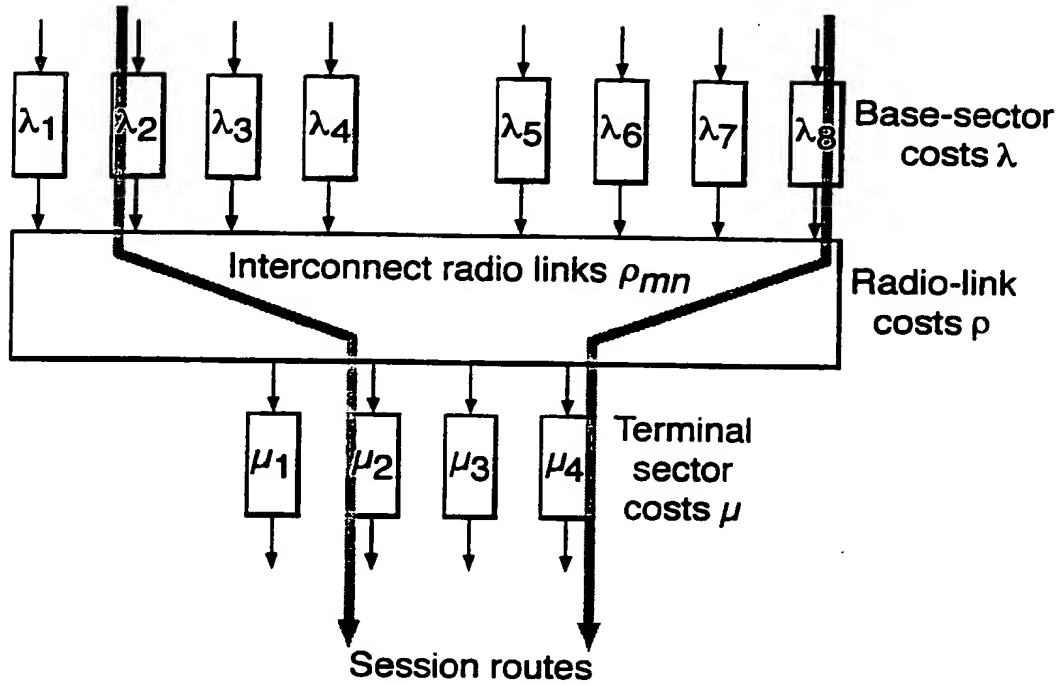 λ1 λ2 λ3 λ4 λ5 λ6 λ7 λ8
Base-sector
costs λ
Interconnect radio links ρmn
Radio-link
costs ρ
μ1 μ2 μ3 μ4
Terminal
sector
costs μ
Session routes